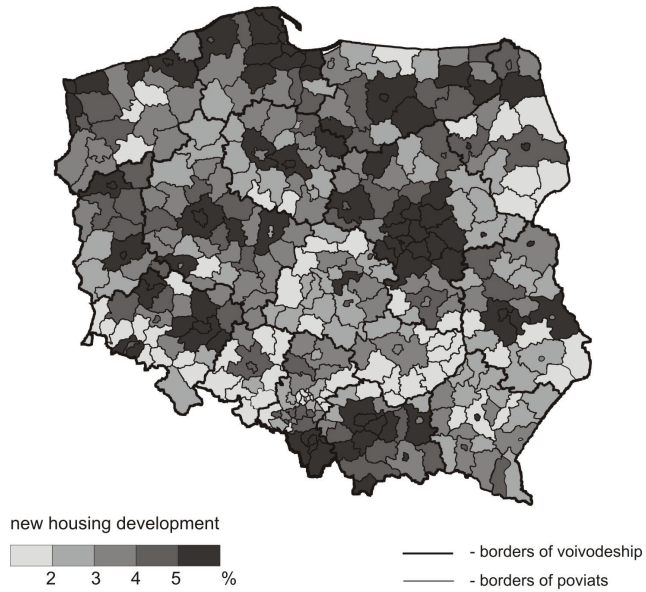 new housing development
2 3 4 5 %
- borders of voivodeship
- borders of poviats